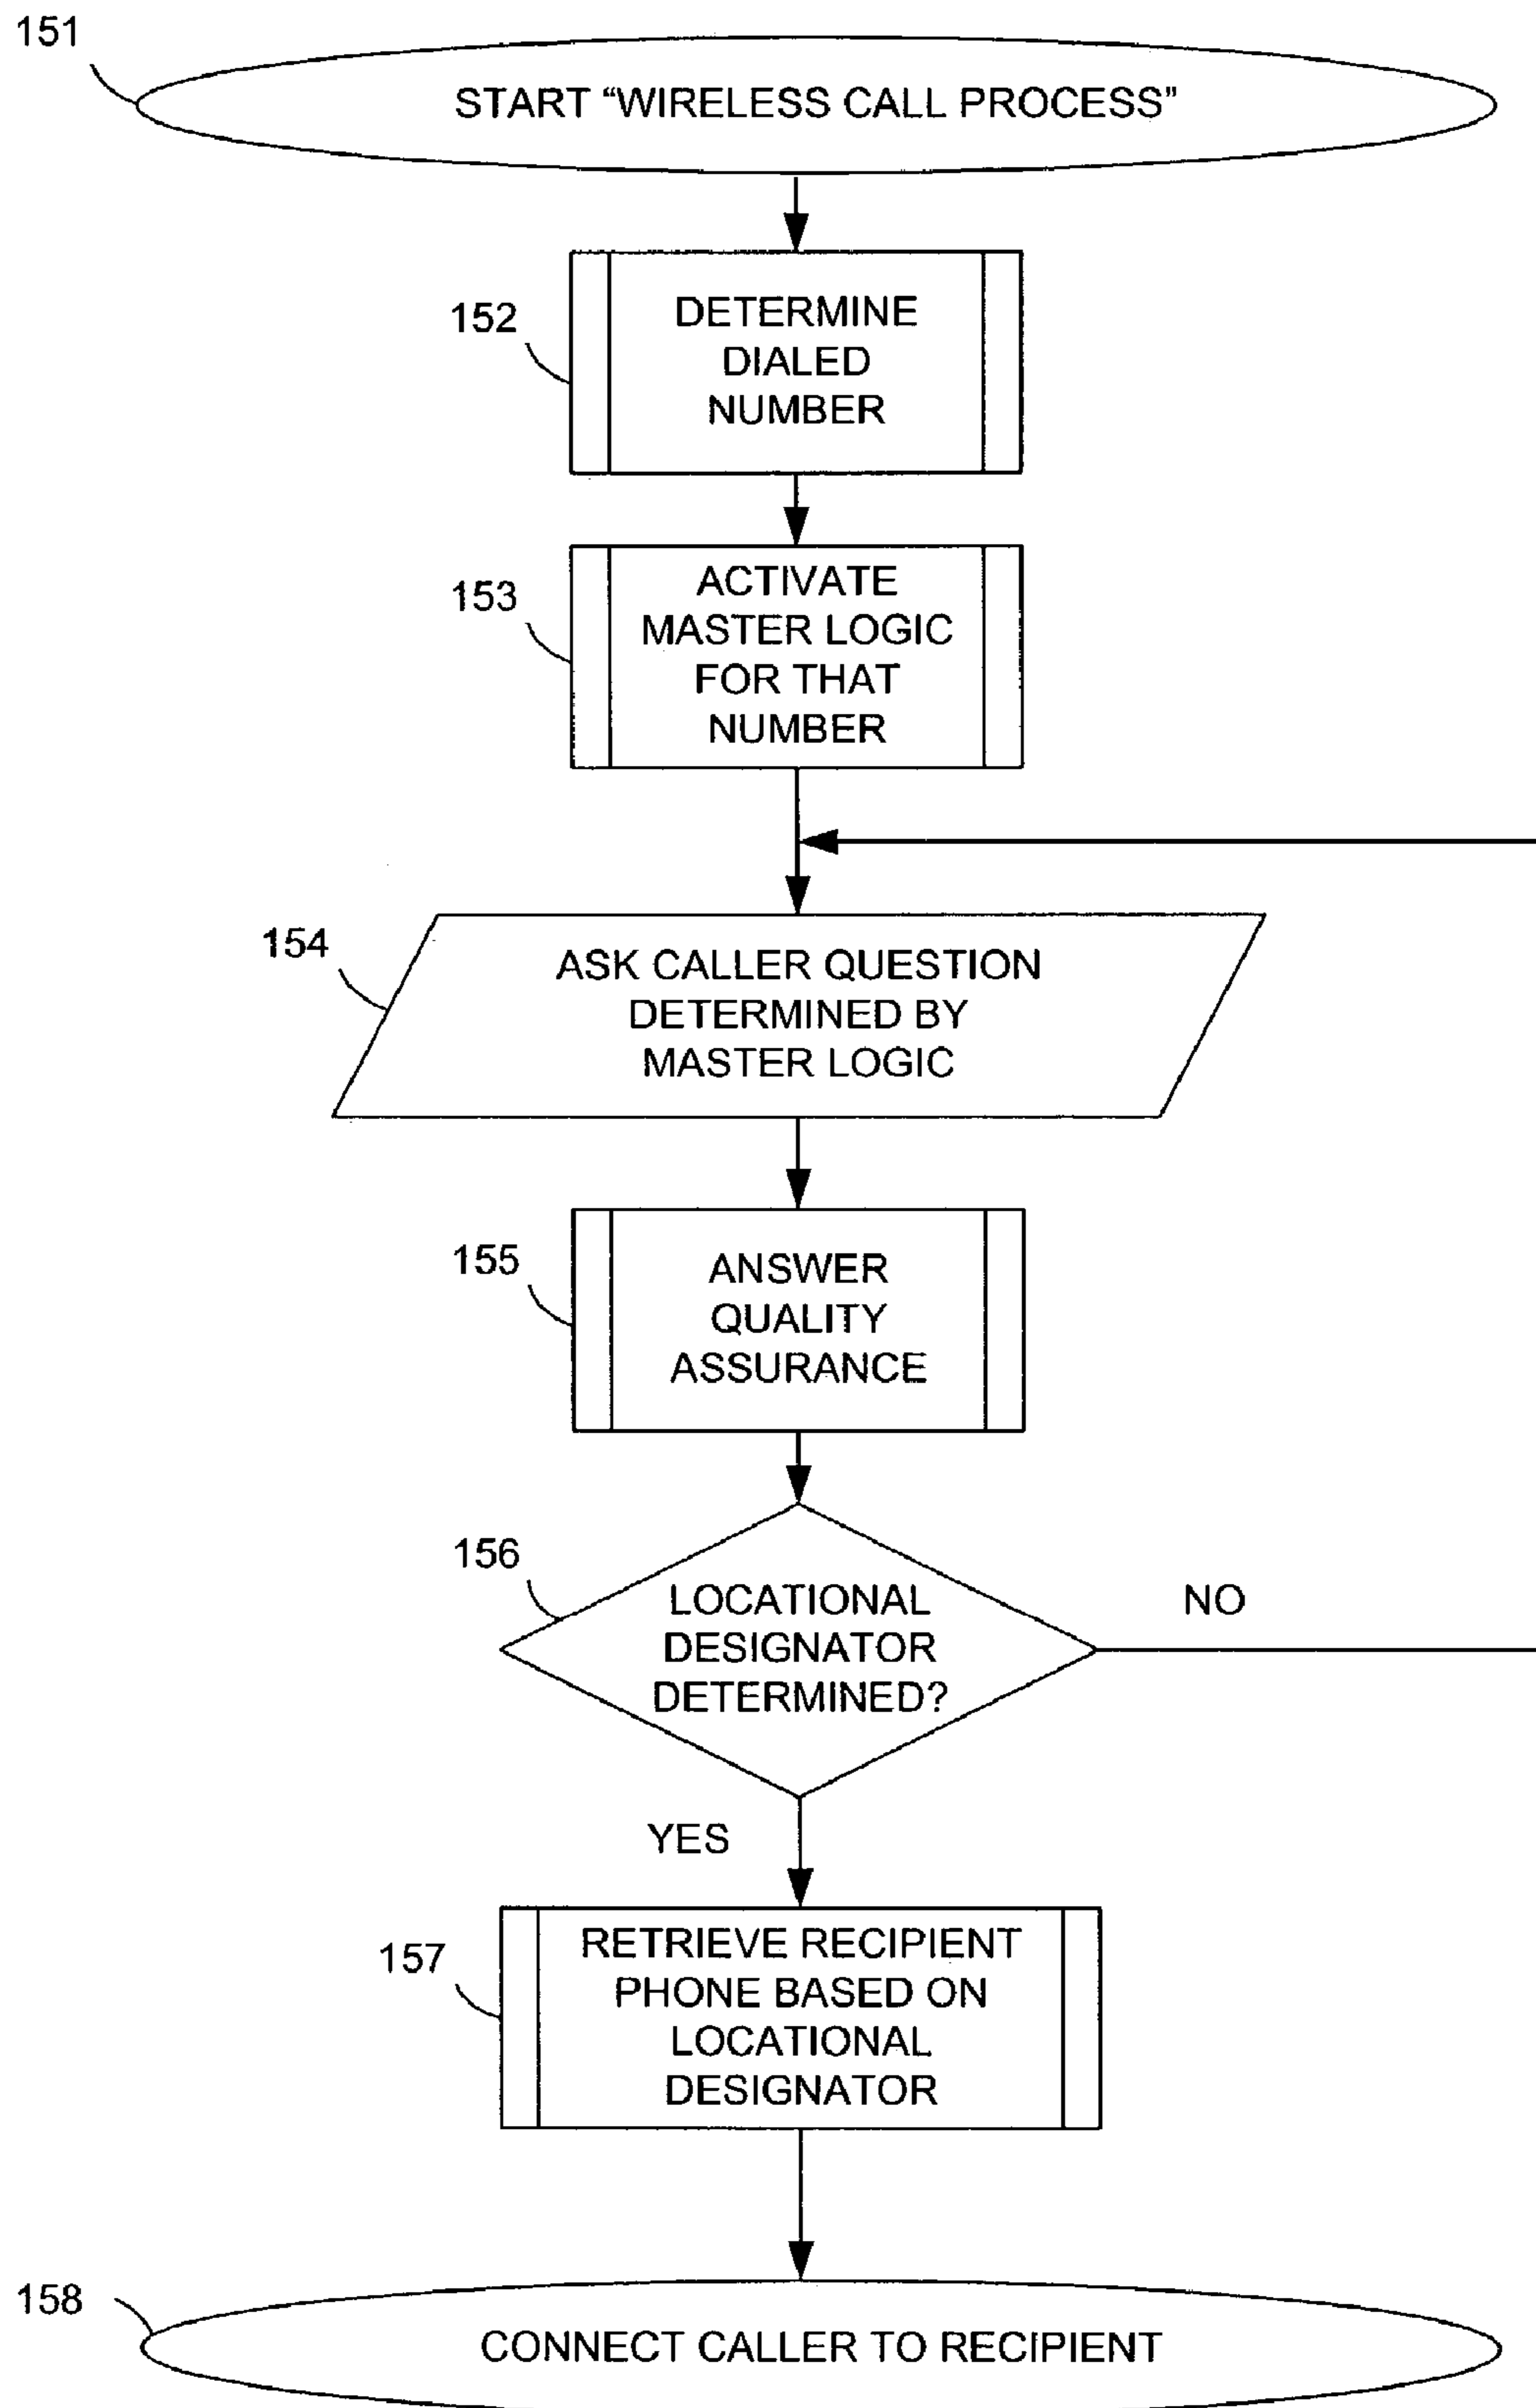 151
START “WIRELESS CALL PROCESS”
152
DETERMINE
DIALED
NUMBER
153
ACTIVATE
MASTER LOGIC
FOR THAT
NUMBER
154
ASK CALLER QUESTION
DETERMINED BY
MASTER LOGIC
155
ANSWER
QUALITY
ASSURANCE
156
LOCATIONAL
DESIGNATOR
DETERMINED?
NO
YES
157
RETRIEVE RECIPIENT
PHONE BASED ON
LOCATIONAL
DESIGNATOR
158
CONNECT CALLER TO RECIPIENT